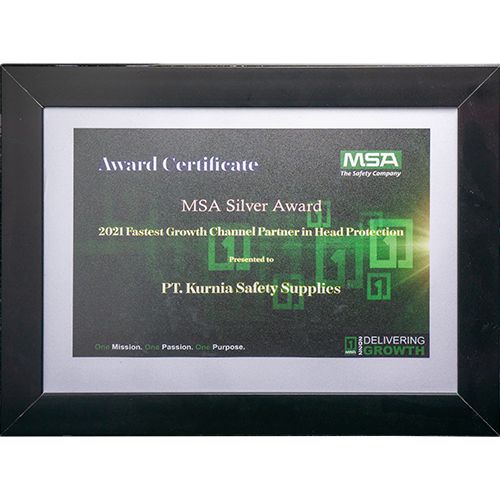 Award Certificate
MSA
The Safety Company
MSA Silver Award
2021 Fastest Growth Channel Partner in Head Protection
Presented to
PT. Kurnia Safety Supplies
One Mission. One Passion. One Purpose.
1
DELIVERING
GROWTH